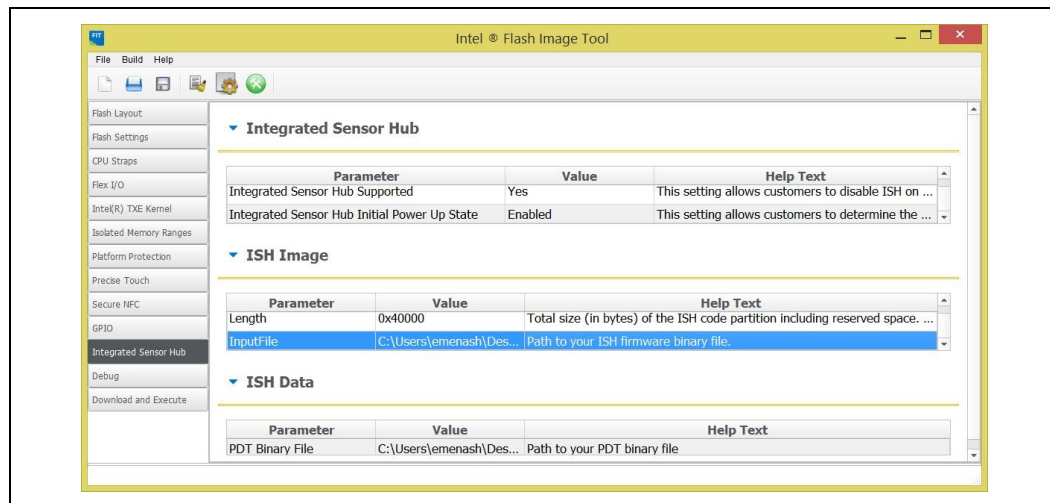 FIT
Intel ® Flash Image Tool
File Build Help
Flash Layout
Flash Settings
CPU Straps
Flex I/O
Intel(R) TXE Kernel
Isolated Memory Ranges
Platform Protection
Precise Touch
Secure NFC
GPIO
Integrated Sensor Hub
Debug
Download and Execute
Integrated Sensor Hub
Parameter Value Help Text
Integrated Sensor Hub Supported Yes This setting allows customers to disable ISH on ...
Integrated Sensor Hub Initial Power Up State Enabled This setting allows customers to determine the ...
ISH Image
Parameter Value Help Text
Length 0x40000 Total size (in bytes) of the ISH code partition including reserved space. ...
InputFile C:\Users\emenash\Des... Path to your ISH firmware binary file.
ISH Data
Parameter Value Help Text
PDT Binary File C:\Users\emenash\Des... Path to your PDT binary file